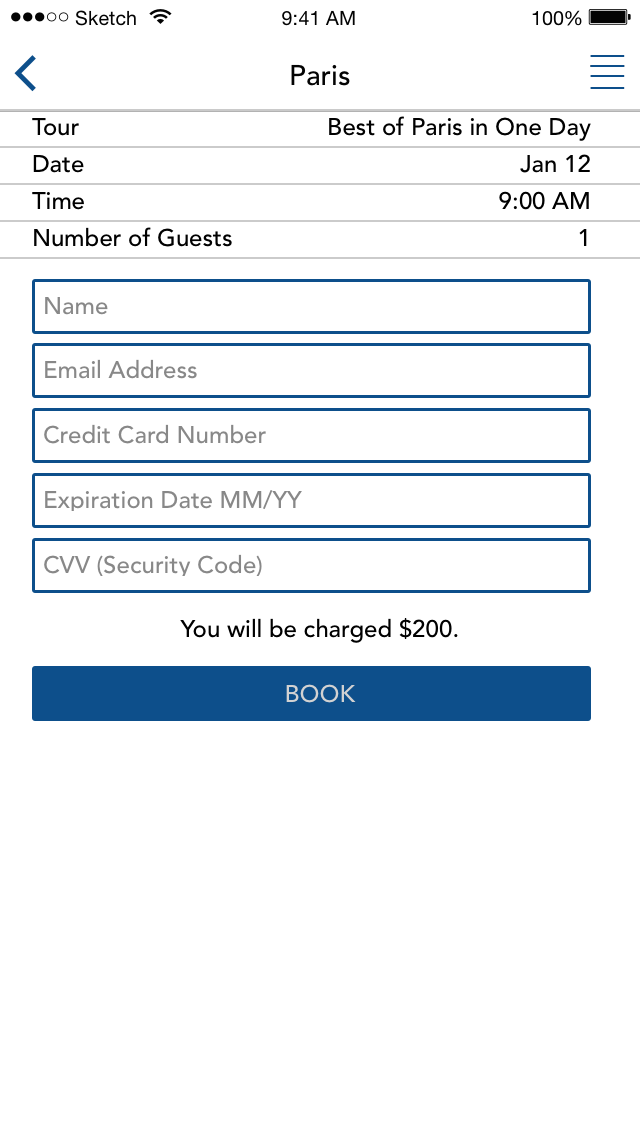 Sketch 9:41 AM 100%
Paris
Tour Best of Paris in One Day
Date Jan 12
Time 9:00 AM
Number of Guests 1
Name
Email Address
Credit Card Number
Expiration Date MM/YY
CVV (Security Code)
You will be charged $200.
BOOK